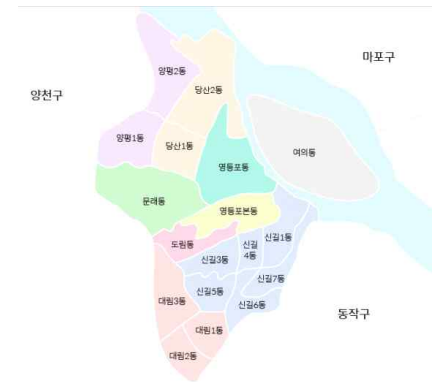 마포구
양천구
양평2동
당산2동
양평1동
당산1동
영등포동
여의동
문래동
영등포본동
도림동
신길3동
신길
4동
신길1동
신길7동
신길5동
신길6동
대림3동
대림1동
대림2동
동작구